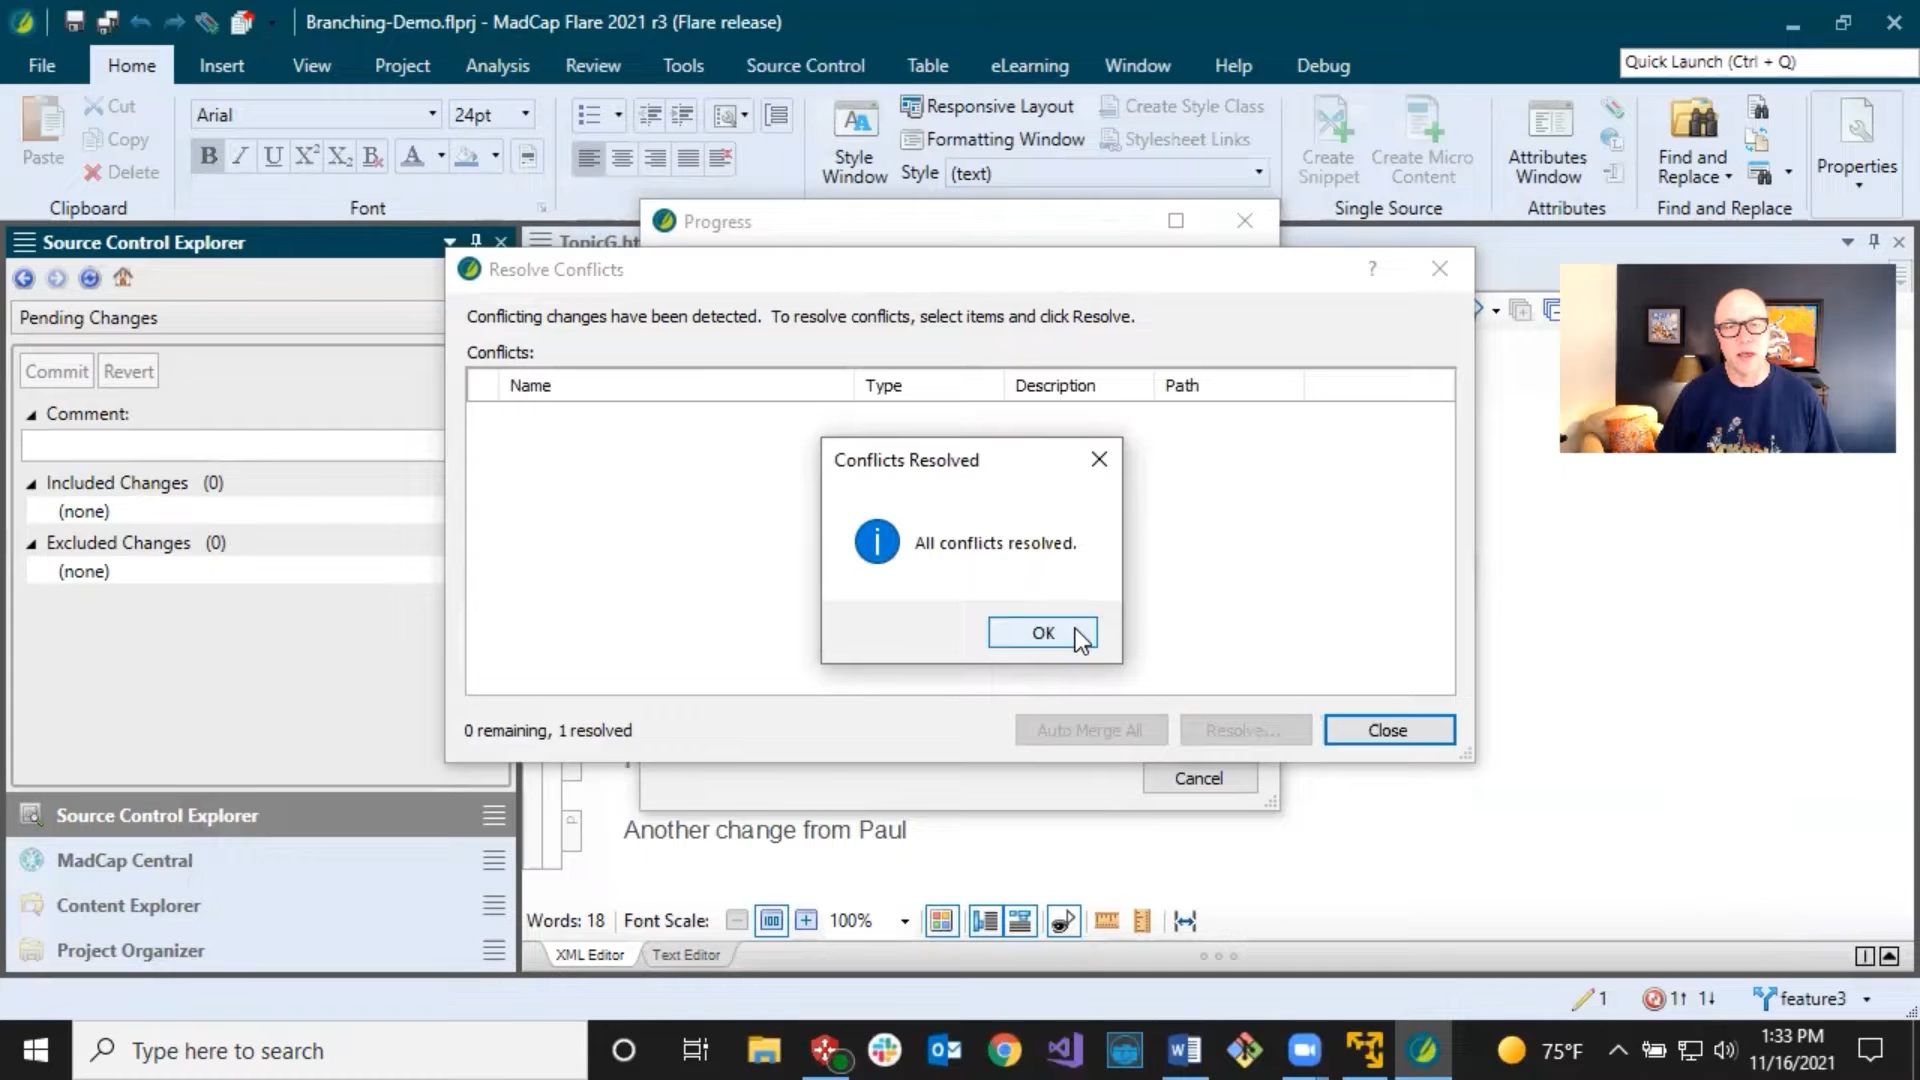 Branching-Demo.flprj - MadCap Flare 2021 r3 (Flare release)
File Home Insert View Project Analysis Review Tools Source Control Table eLearning Window Help Debug
Quick Launch (Ctrl + Q)
Paste
Cut
Copy
Delete
Clipboard
Arial 24pt
B I U X² X₂ B A
Font
Style Window
Responsive Layout
Formatting Window
Style (text)
Create Style Class
Stylesheet Links
Create Snippet
Create Micro Content
Single Source
Attributes Window
Attributes
Find and Replace
Find and Replace
Properties
Source Control Explorer
Pending Changes
Commit Revert
Comment:
Included Changes (0)
(none)
Excluded Changes (0)
(none)
Source Control Explorer
MadCap Central
Content Explorer
Project Organizer
TopicG.ht
Progress
Resolve Conflicts
Conflicting changes have been detected. To resolve conflicts, select items and click Resolve.
Conflicts:
Name Type Description Path
Conflicts Resolved
All conflicts resolved.
OK
0 remaining, 1 resolved
Auto Merge All Resolve... Close
Cancel
Another change from Paul
Words: 18 Font Scale: 100%
XML Editor Text Editor
1 1↑ 1↓ feature3
Type here to search
75°F
1:33 PM
11/16/2021